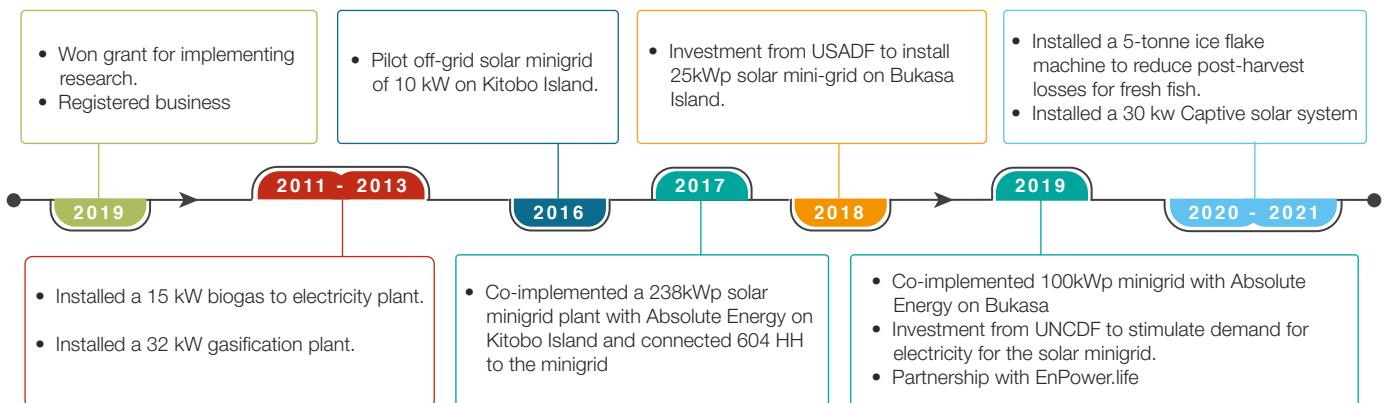 • Won grant for implementing
research.
• Registered business
• Pilot off-grid solar minigrid
of 10 kW on Kitobo Island.
• Investment from USADF to install
25kWp solar mini-grid on Bukasa
Island.
• Installed a 5-tonne ice flake
machine to reduce post-harvest
losses for fresh fish.
• Installed a 30 kw Captive solar system
2019
2011 - 2013
2016
2017
2018
2019
2020 - 2021
• Installed a 15 kW biogas to electricity plant.
• Installed a 32 kW gasification plant.
• Co-implemented a 238kWp solar
minigrid plant with Absolute Energy on
Kitobo Island and connected 604 HH
to the minigrid
• Co-implemented 100kWp minigrid with Absolute
Energy on Bukasa
• Investment from UNCDF to stimulate demand for
electricity for the solar minigrid.
• Partnership with EnPower.life